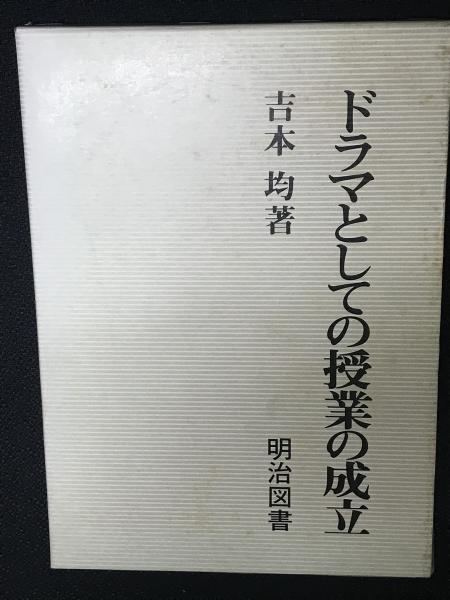 ドラマとしての授業の成立
吉本 均著
明治図書